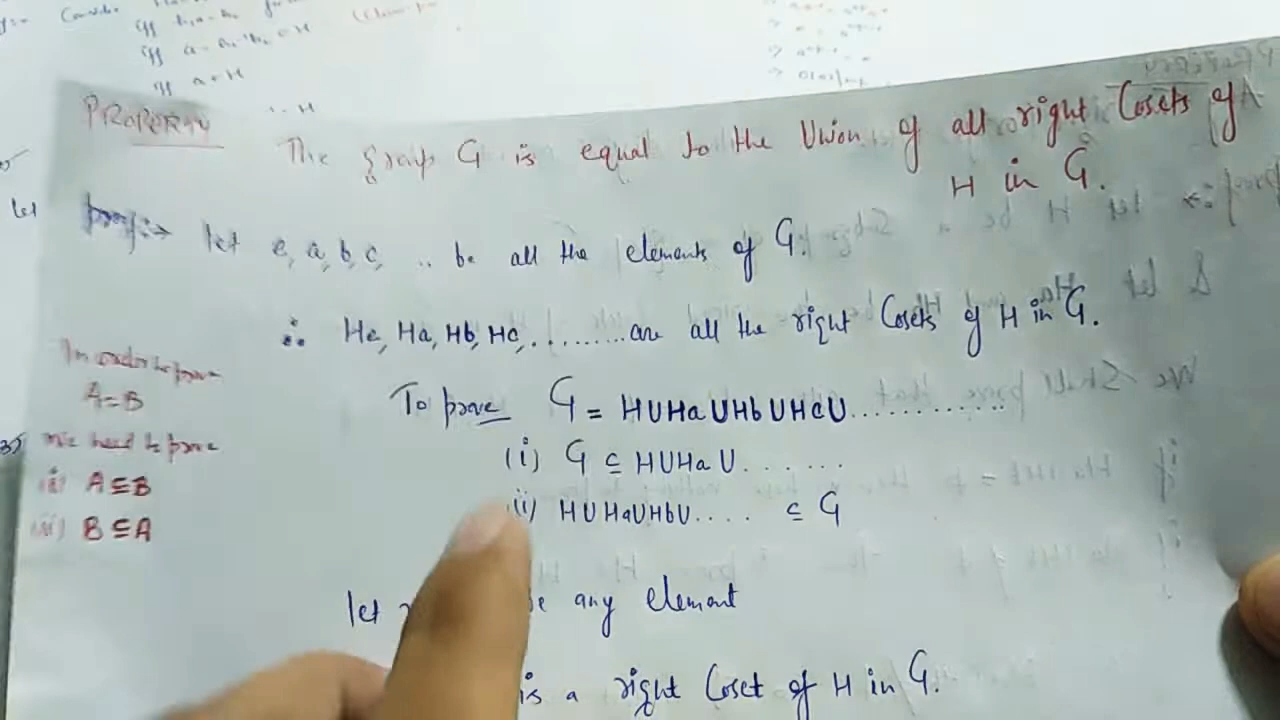 PROPERTY
The Group G is equal to the Union of all right Cosets of
H in G.
let
proof:→ let e, a, b, c, .. be all the elements of G.
∴ He, Ha, Hb, Hc, ......... are all the right Cosets of H in G.
To prove G = HUHaUHbUHcU............
(i) G ⊆ HUHaU......
(ii) HUHaUHbU.... ⊆ G
In order to prove
A=B
we need to prove
(i) A⊆B
(ii) B⊆A
let be any element
is a right Coset of H in G.